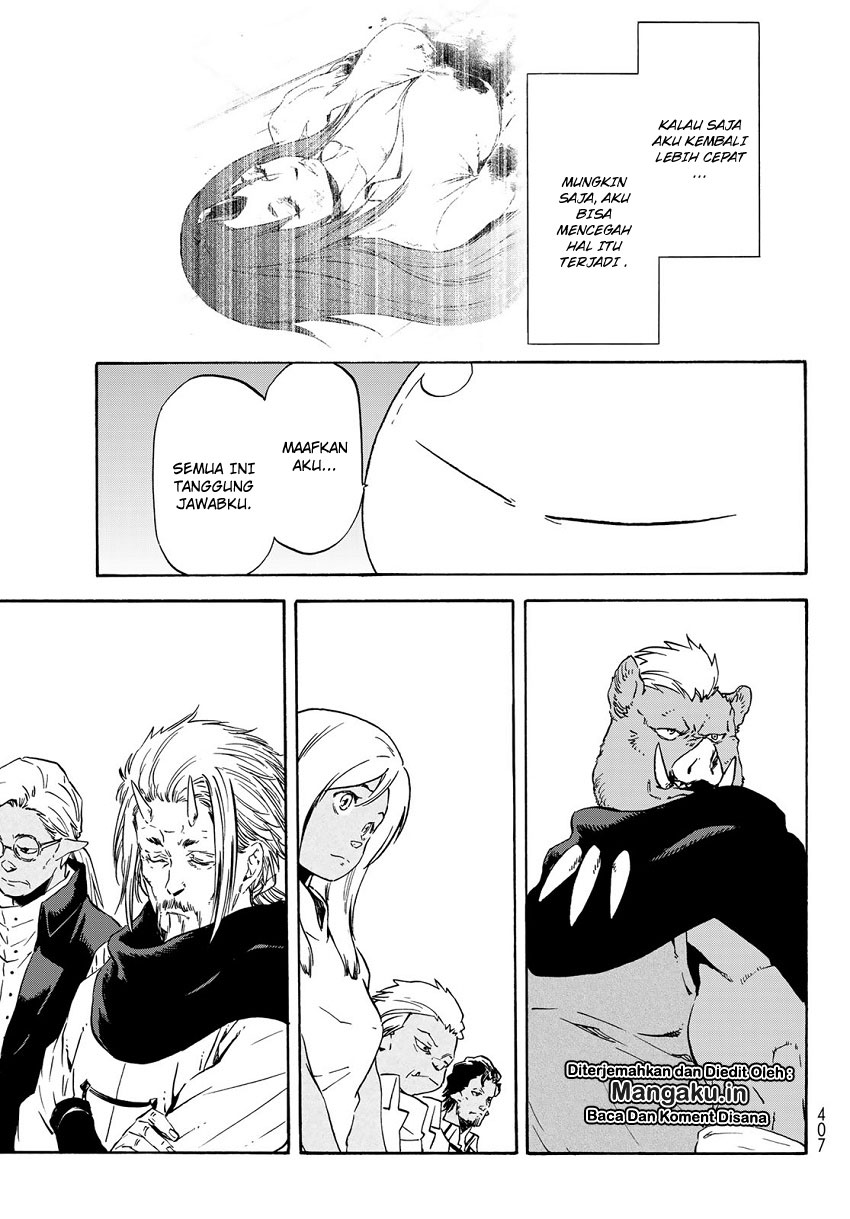 KALAU SAJA
AKU KEMBALI
LEBIH CEPAT
...
MUNGKIN
SAJA, AKU
BISA
MENCEGAH
HAL ITU
TERJADI .
MAAFKAN
AKU...
SEMUA INI
TANGGUNG
JAWABKU.
Diterjemahkan dan Diedit Oleh :
Mangaku.in
Baca Dan Koment Disana
407